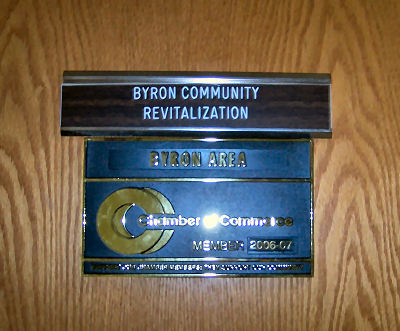 BYRON COMMUNITY
REVITALIZATION
BYRON AREA
Chamber of Commerce
MEMBER 2006-07